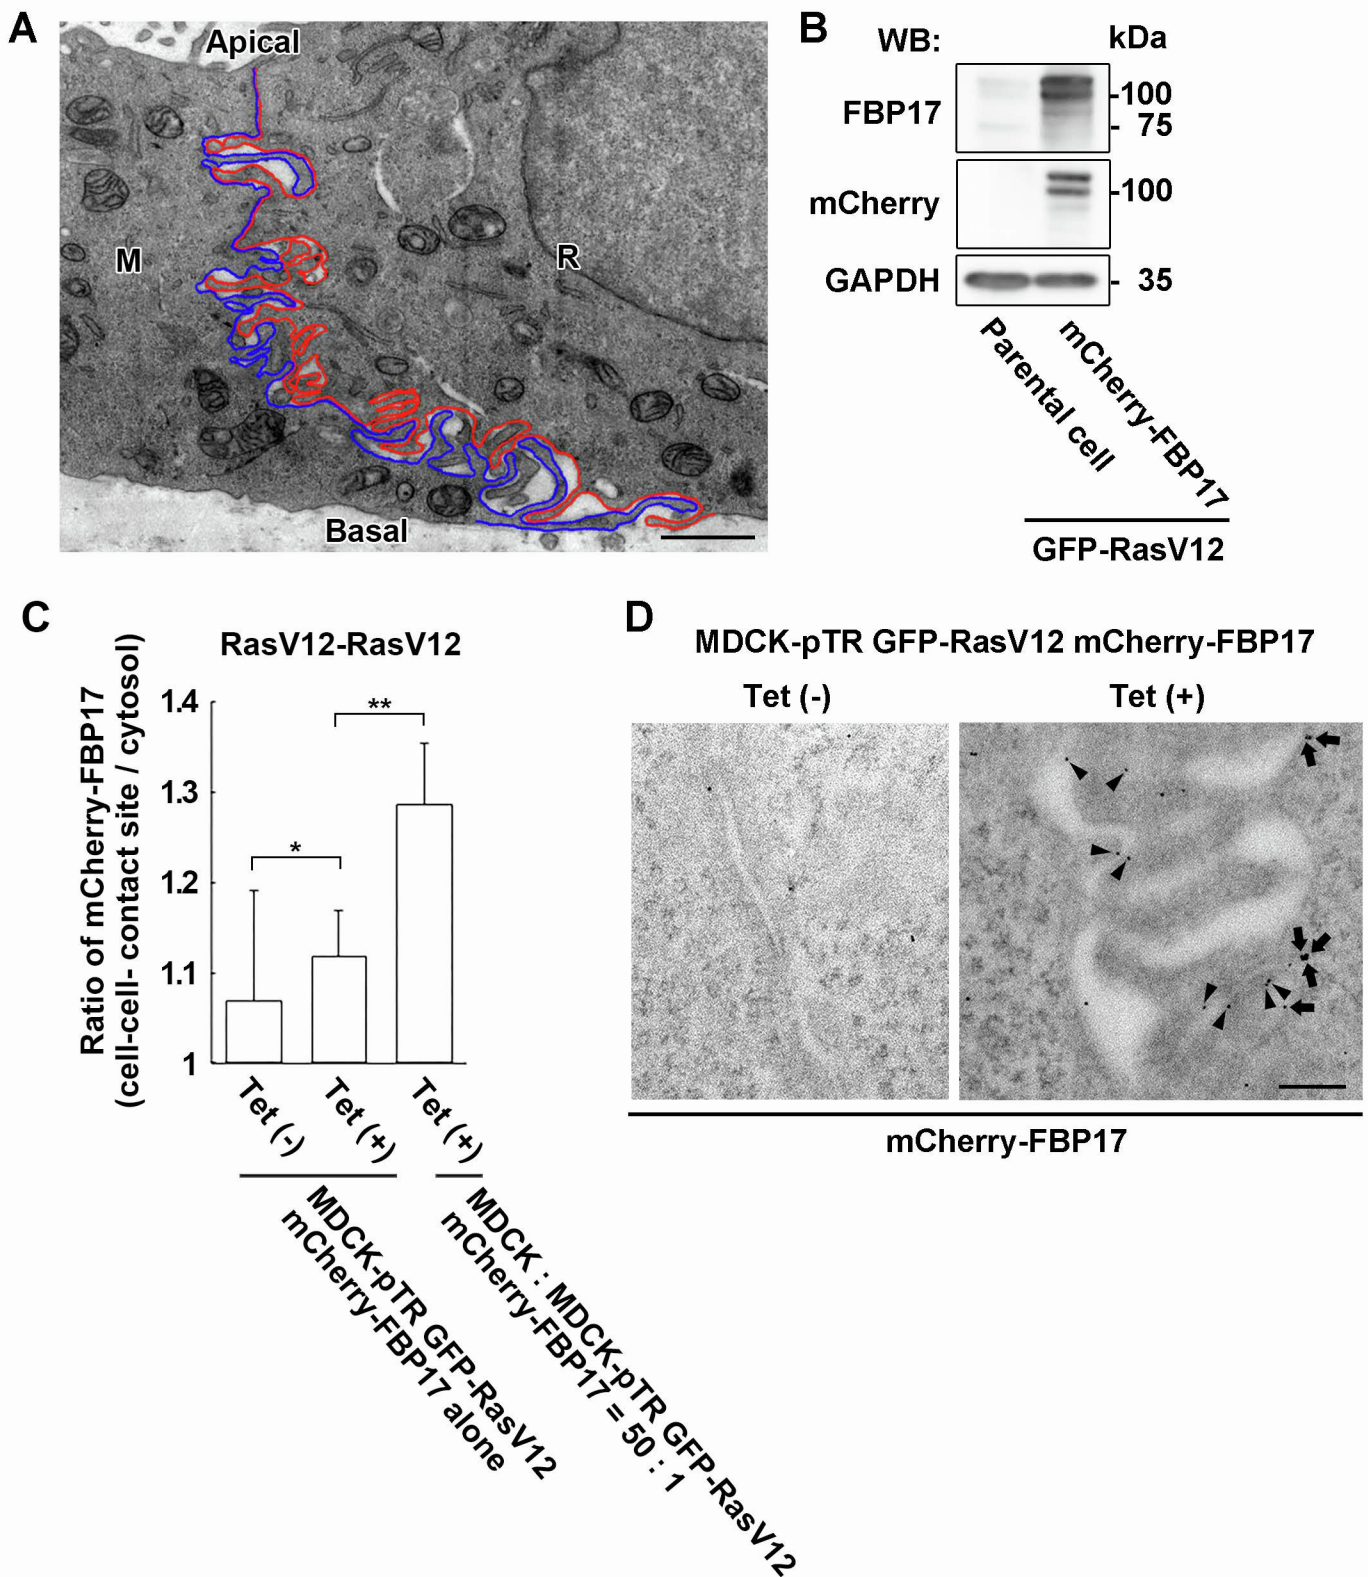 A
Apical
M
R
Basal
B
WB:
kDa
FBP17
-100
- 75
mCherry
-100
GAPDH
- 35
Parental cell
mCherry-FBP17
GFP-RasV12
C
RasV12-RasV12
Ratio of mCherry-FBP17
(cell-cell- contact site / cytosol)
1.4
1.3
1.2
1.1
1
*
**
Tet (-)
Tet (+)
Tet (+)
MDCK-pTR GFP-RasV12
mCherry-FBP17 alone
MDCK : MDCK-pTR GFP-RasV12
mCherry-FBP17 = 50 : 1
D
MDCK-pTR GFP-RasV12 mCherry-FBP17
Tet (-)
Tet (+)
mCherry-FBP17